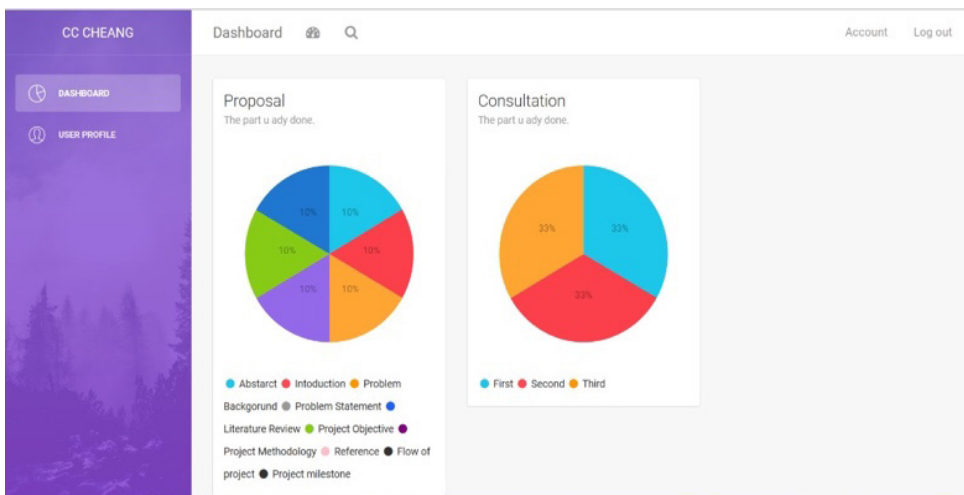 CC CHEANG
Dashboard
Account Log out
DASHBOARD
USER PROFILE
Proposal
The part u ady done.
10% 10%
10% 10%
10% 10%
Abstarct Intoduction Problem
Backgorund Problem Statement
Literature Review Project Objective
Project Methodology Reference Flow of
project Project milestone
Consultation
The part u ady done.
33% 33%
33%
First Second Third